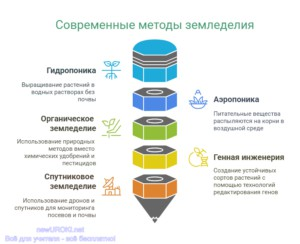 Современные методы земледелия
Гидропоника
Выращивание растений в
водных растворах без
почвы
Аэропоника
Питательные вещества
распыляются на корни в
воздушной среде
Органическое
земледелие
Использование природных
методов вместо
химических удобрений и
пестицидов
Генная инженерия
Создание устойчивых
сортов растений с
помощью технологий
редактирования генов
Спутниковое
земледелие
Использование дронов и
спутников для мониторинга
посевов и почвы
newUROKI.net
Всё для учителя - всё бесплатно!